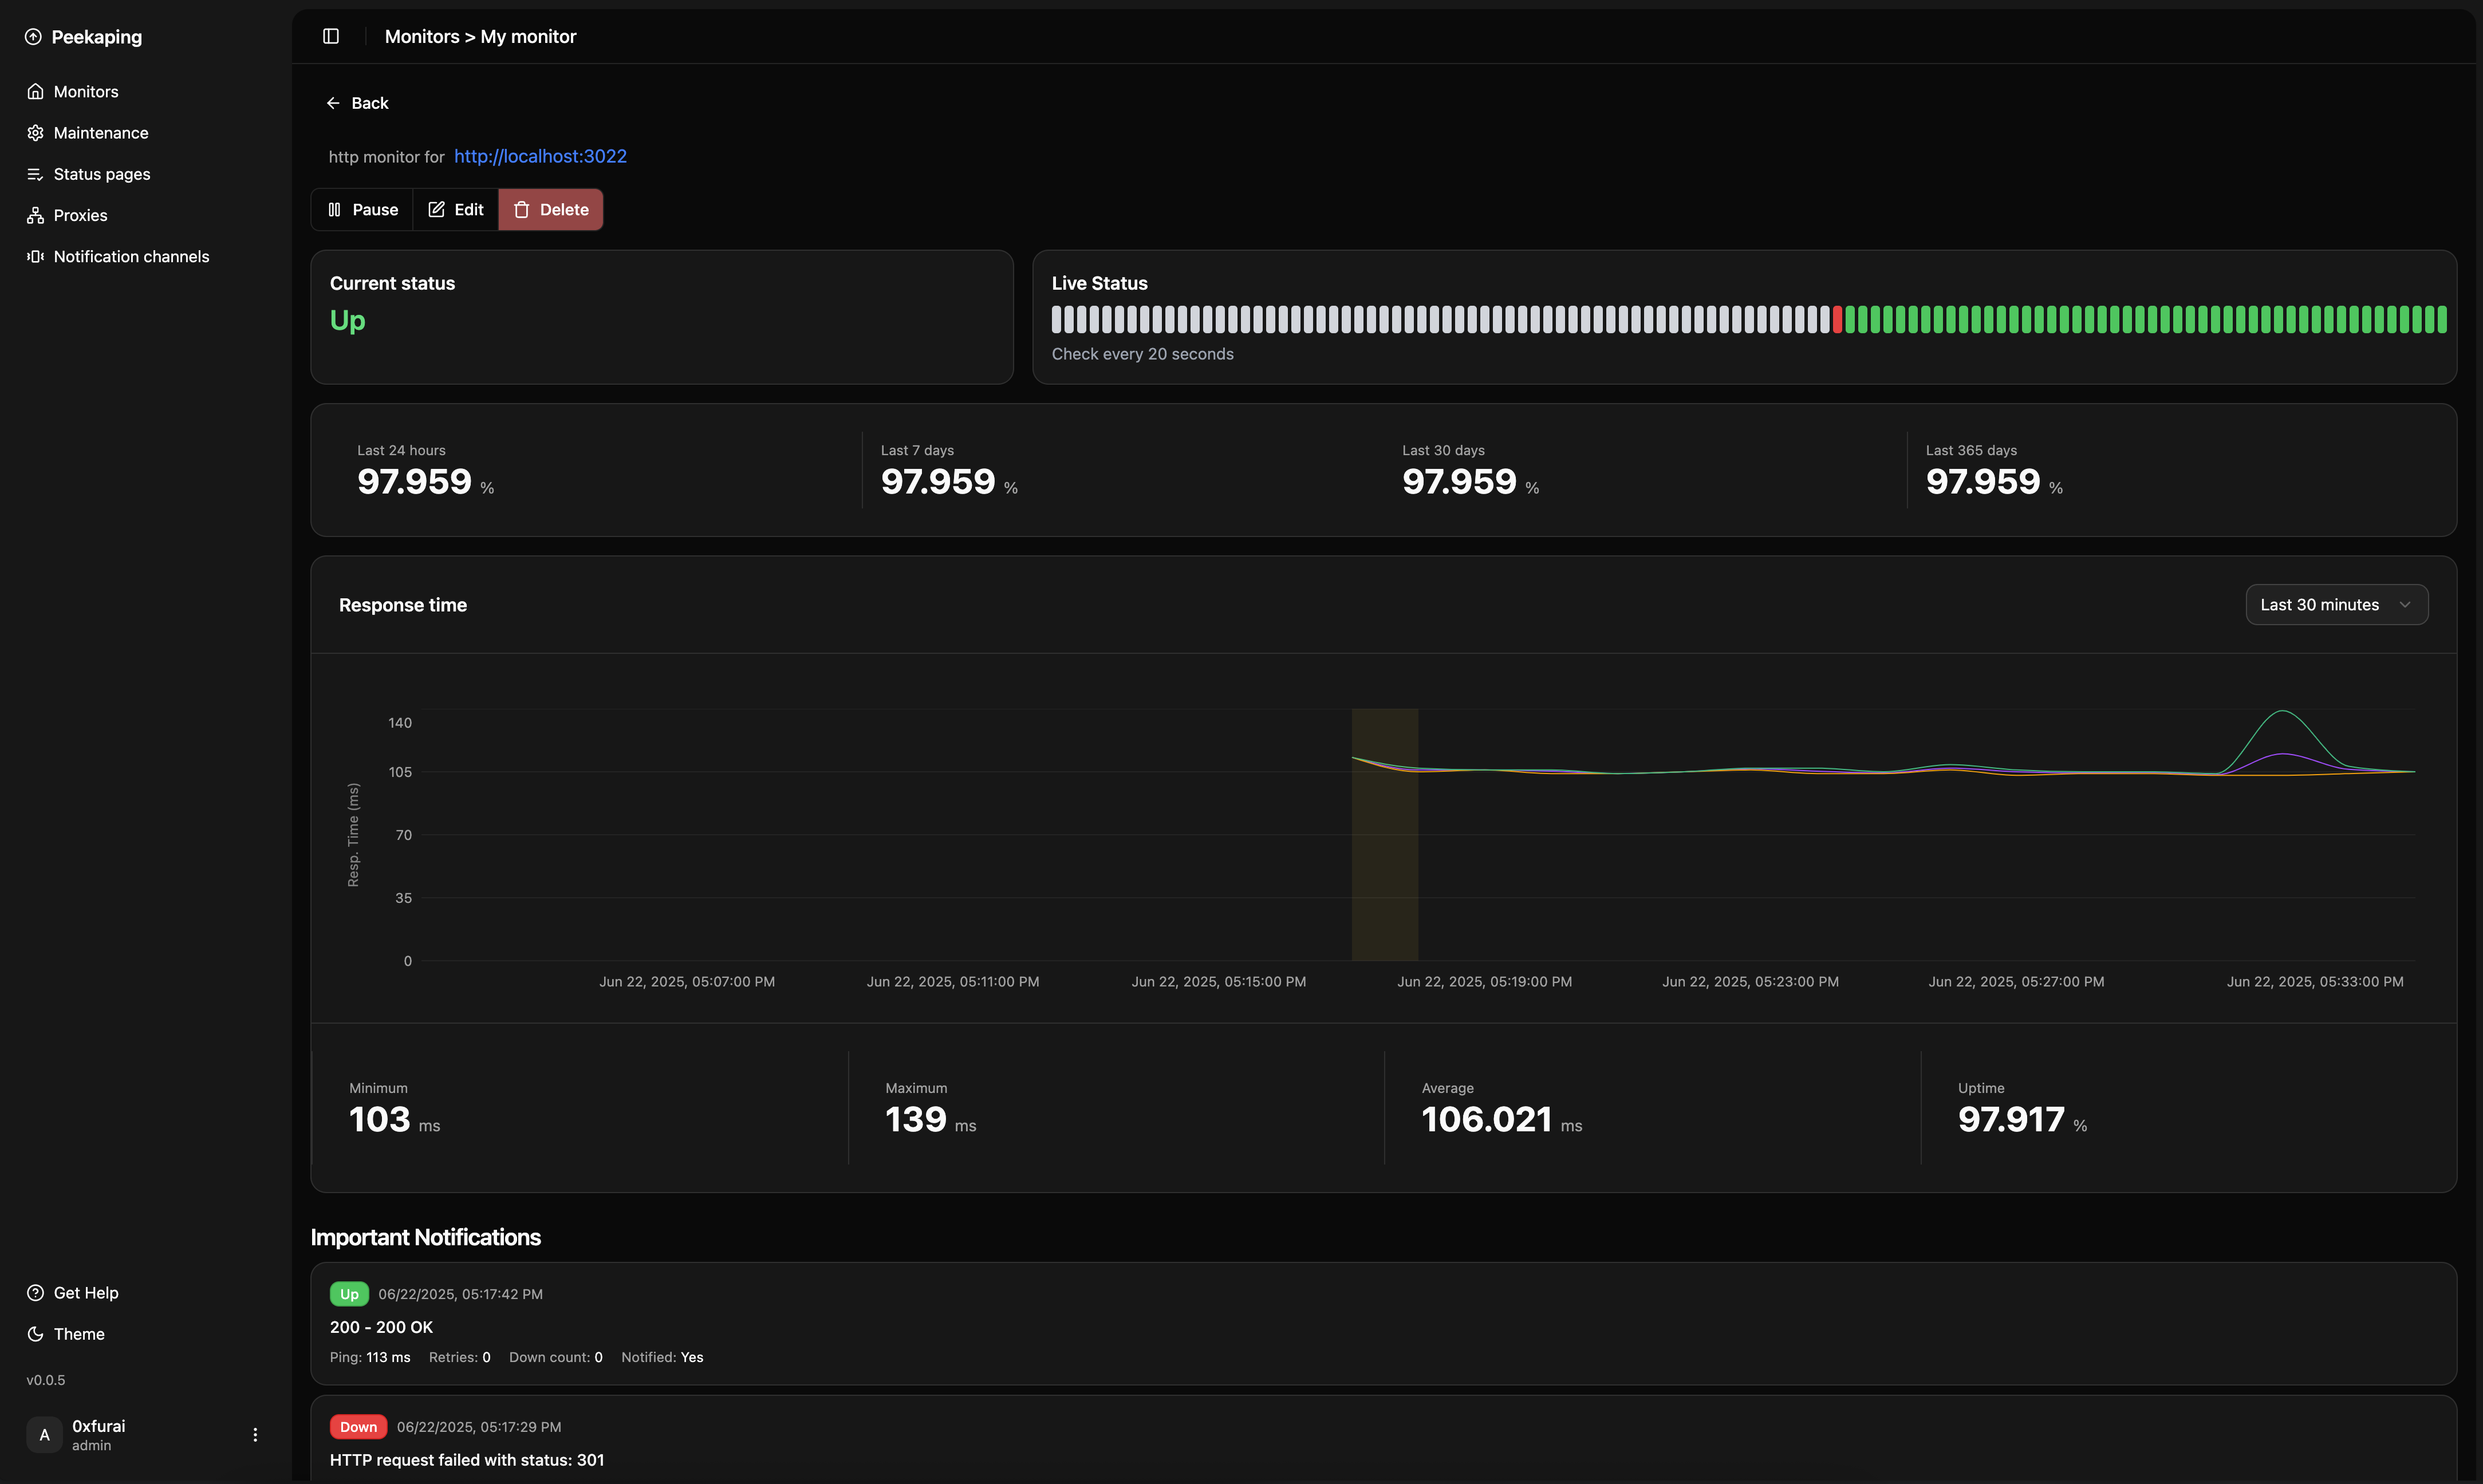 Peekaping
Monitors
Maintenance
Status pages
Proxies
Notification channels
Get Help
Theme
v0.0.5
A
0xfurai
admin
Monitors > My monitor
Back
http monitor for http://localhost:3022
Pause Edit Delete
Current status
Up
Live Status
Check every 20 seconds
Last 24 hours
97.959 %
Last 7 days
97.959 %
Last 30 days
97.959 %
Last 365 days
97.959 %
Response time
Last 30 minutes
Resp. Time (ms)
140
105
70
35
0
Jun 22, 2025, 05:07:00 PM
Jun 22, 2025, 05:11:00 PM
Jun 22, 2025, 05:15:00 PM
Jun 22, 2025, 05:19:00 PM
Jun 22, 2025, 05:23:00 PM
Jun 22, 2025, 05:27:00 PM
Jun 22, 2025, 05:33:00 PM
Minimum
103 ms
Maximum
139 ms
Average
106.021 ms
Uptime
97.917 %
Important Notifications
Up 06/22/2025, 05:17:42 PM
200 - 200 OK
Ping: 113 ms Retries: 0 Down count: 0 Notified: Yes
Down 06/22/2025, 05:17:29 PM
HTTP request failed with status: 301